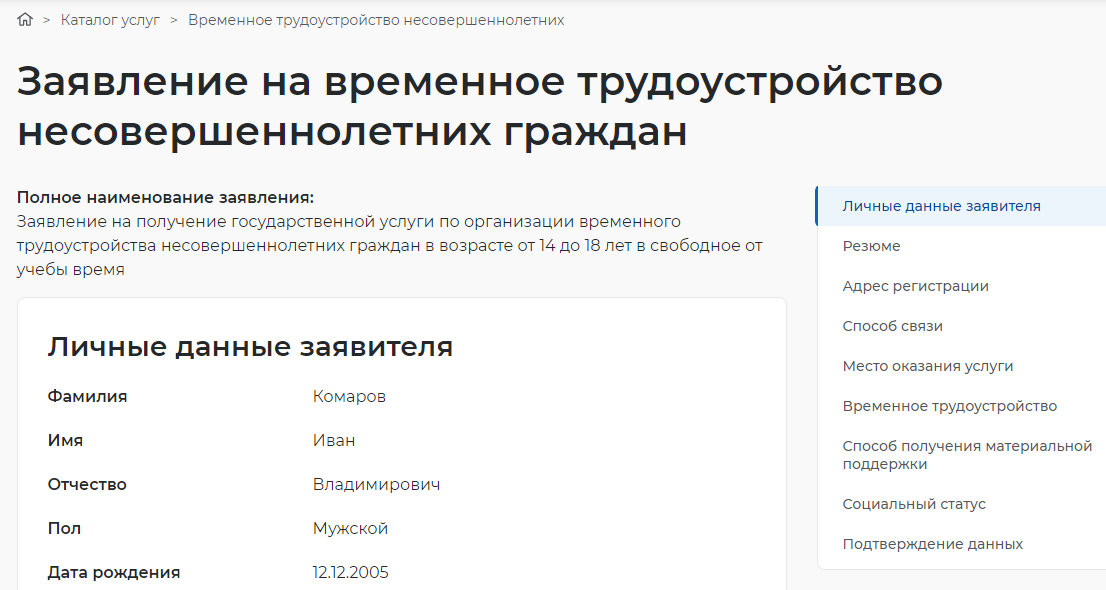 > Каталог услуг > Временное трудоустройство несовершеннолетних
Заявление на временное трудоустройство
несовершеннолетних граждан
Полное наименование заявления:
Заявление на получение государственной услуги по организации временного
трудоустройства несовершеннолетних граждан в возрасте от 14 до 18 лет в свободное от
учебы время
Личные данные заявителя
Фамилия Комаров
Имя Иван
Отчество Владимирович
Пол Мужской
Дата рождения 12.12.2005
Личные данные заявителя
Резюме
Адрес регистрации
Способ связи
Место оказания услуги
Временное трудоустройство
Способ получения материальной
поддержки
Социальный статус
Подтверждение данных